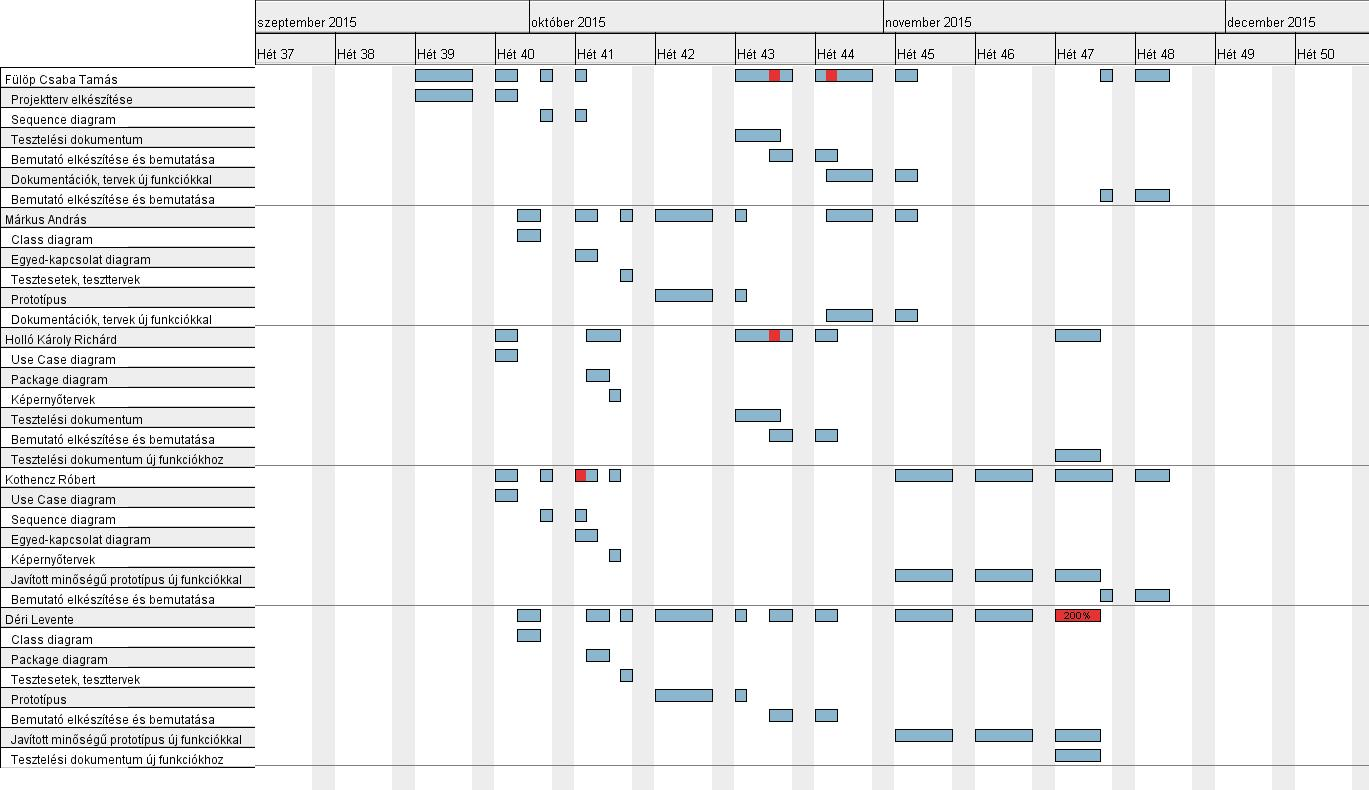 szeptember 2015 október 2015 november 2015 december 2015
Hét 37 Hét 38 Hét 39 Hét 40 Hét 41 Hét 42 Hét 43 Hét 44 Hét 45 Hét 46 Hét 47 Hét 48 Hét 49 Hét 50
Fülöp Csaba Tamás
Projektterv elkészítése
Sequence diagram
Tesztelési dokumentum
Bemutató elkészítése és bemutatása
Dokumentációk, tervek új funkciókkal
Bemutató elkészítése és bemutatása
Márkus András
Class diagram
Egyed-kapcsolat diagram
Tesztesetek, teszttervek
Prototípus
Dokumentációk, tervek új funkciókkal
Holló Károly Richárd
Use Case diagram
Package diagram
Képernyőtervek
Tesztelési dokumentum
Bemutató elkészítése és bemutatása
Tesztelési dokumentum új funkciókhoz
Kothencz Róbert
Use Case diagram
Sequence diagram
Egyed-kapcsolat diagram
Képernyőtervek
Javított minőségű prototípus új funkciókkal
Bemutató elkészítése és bemutatása
Déri Levente 200%
Class diagram
Package diagram
Tesztesetek, teszttervek
Prototípus
Bemutató elkészítése és bemutatása
Javított minőségű prototípus új funkciókkal
Tesztelési dokumentum új funkciókhoz